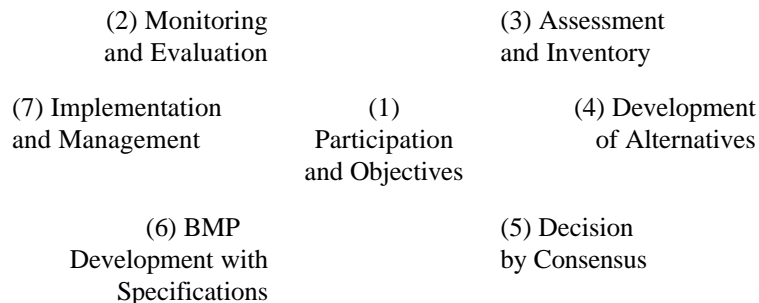 (2) Monitoring
and Evaluation
(3) Assessment
and Inventory
(7) Implementation
and Management
(1)
Participation
and Objectives
(4) Development
of Alternatives
(6) BMP
Development with
Specifications
(5) Decision
by Consensus